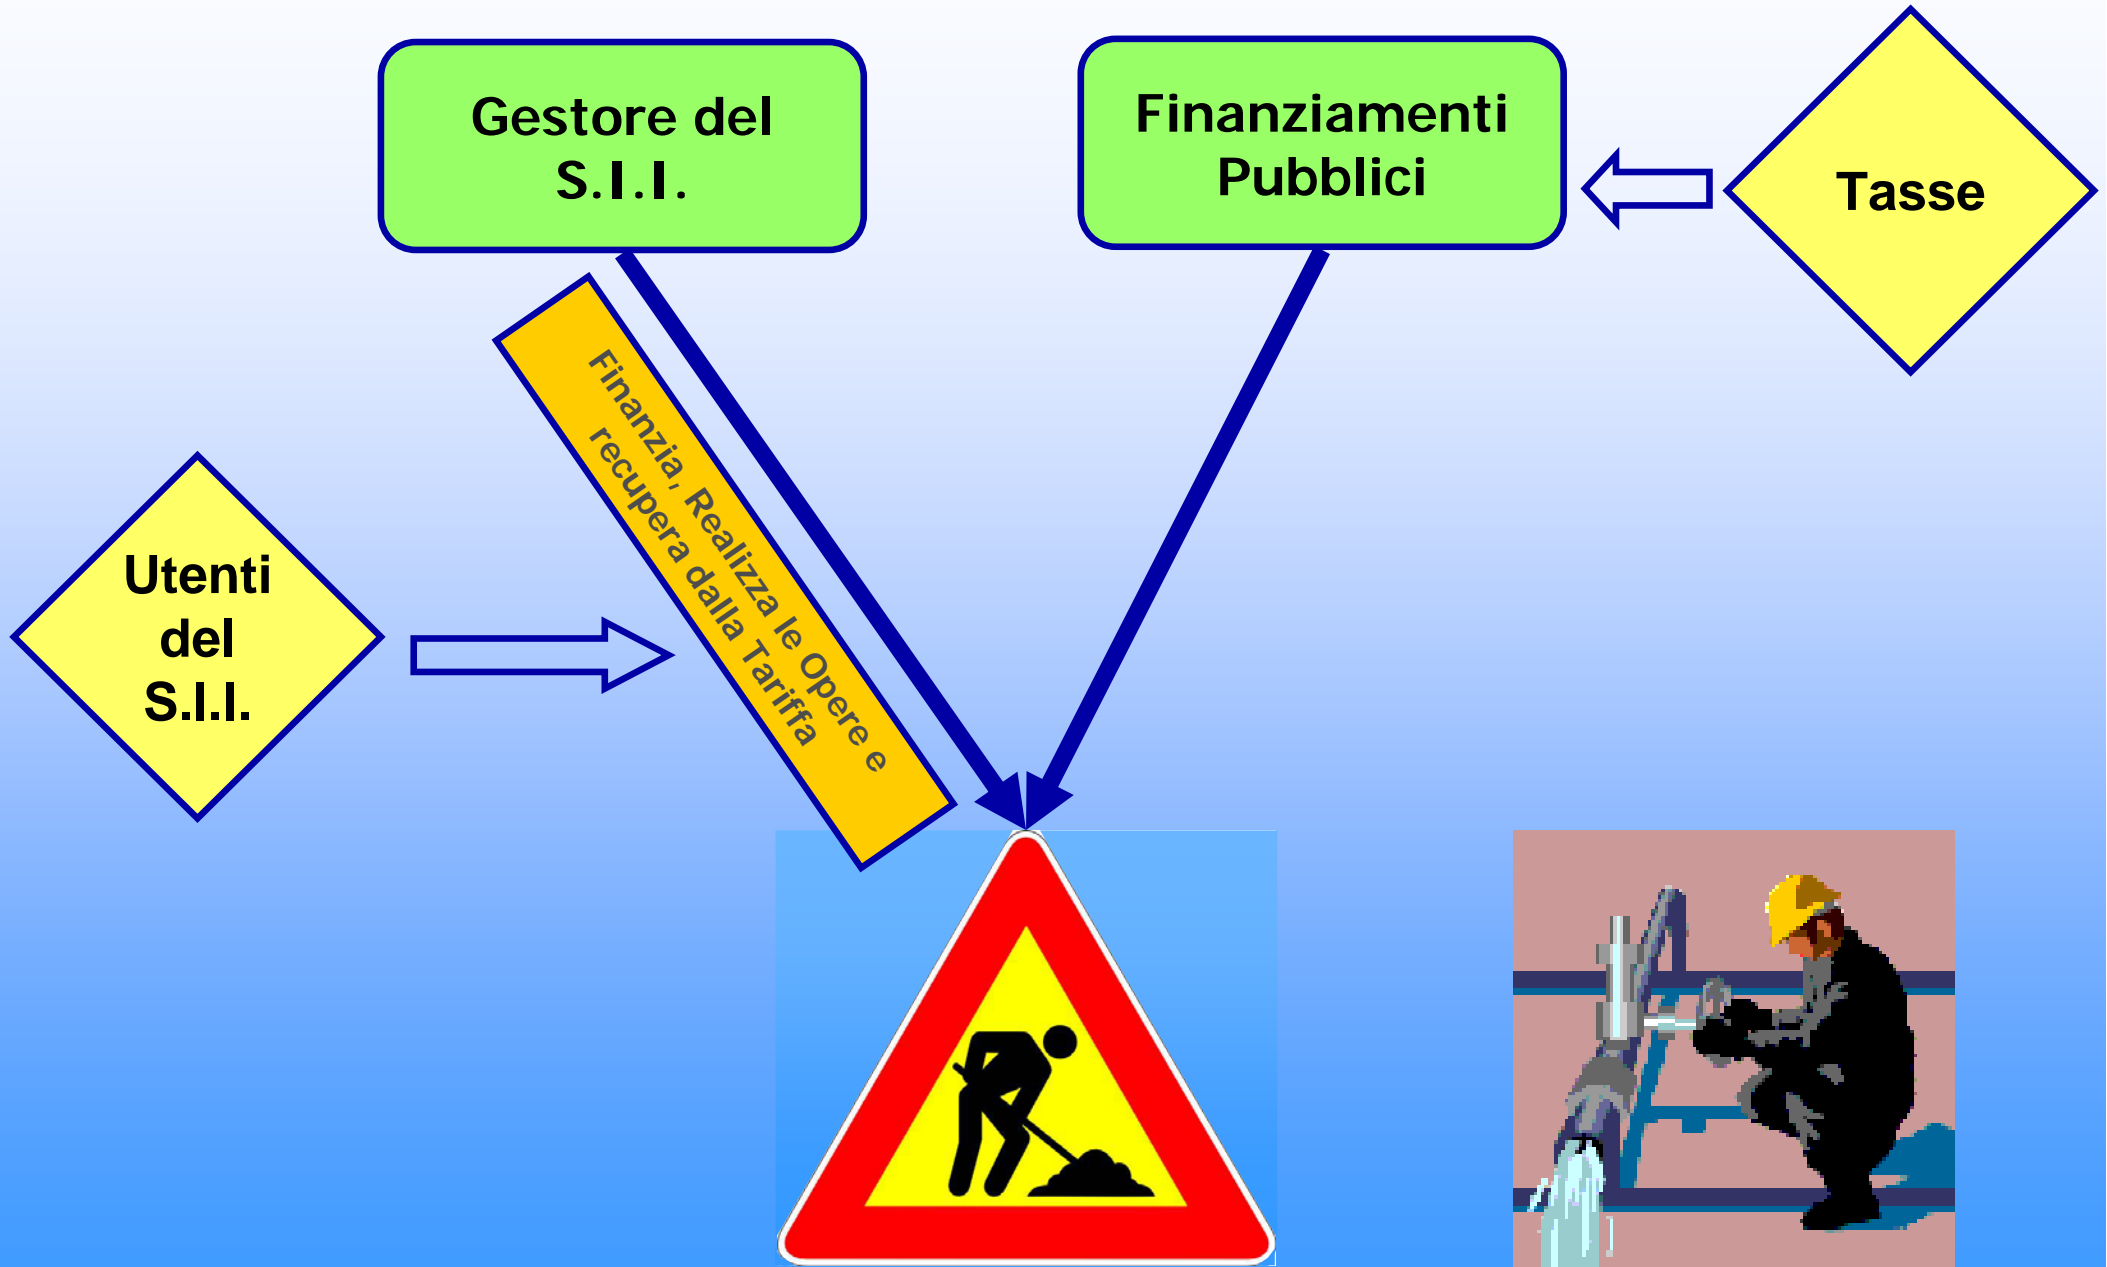 Gestore del
S.I.I.
Finanziamenti
Pubblici
Tasse
Finanzia, Realizza le Opere e
recupera dalla Tariffa
Utenti
del
S.I.I.